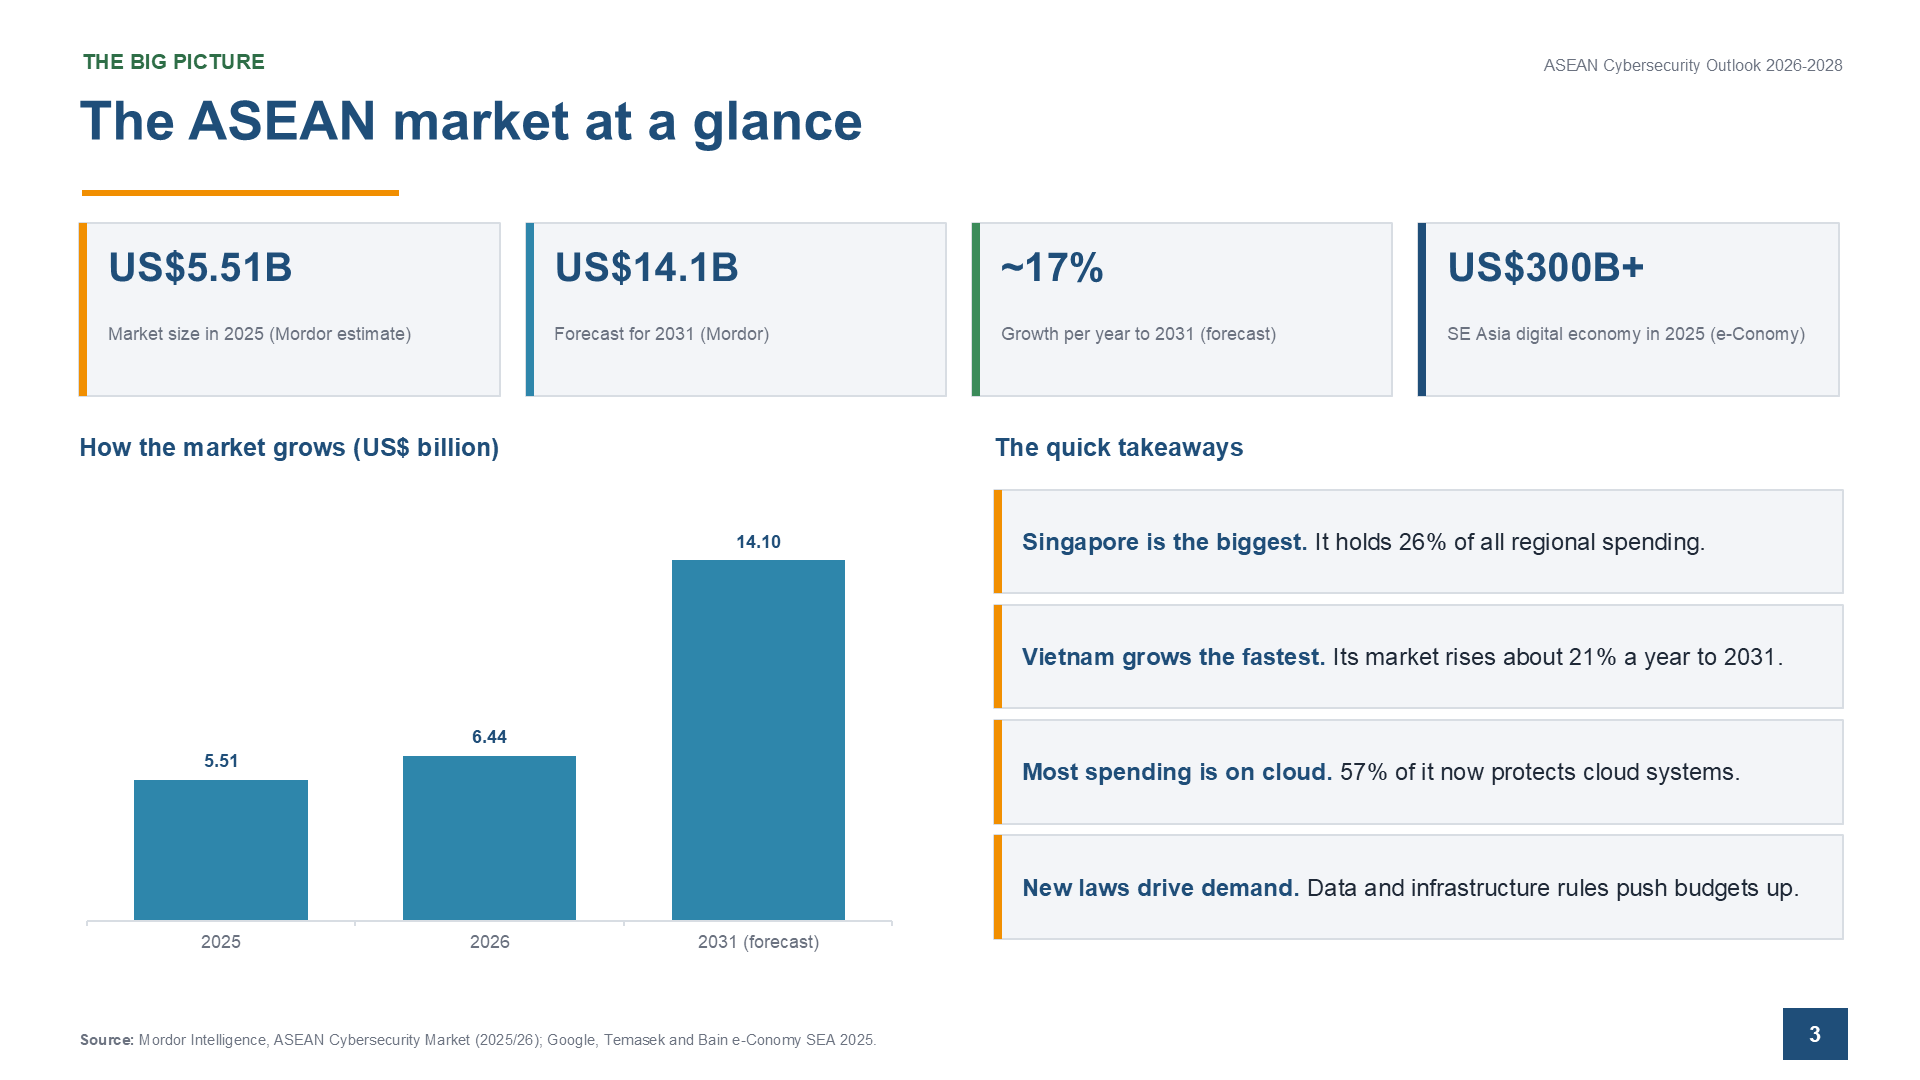 THE BIG PICTURE
ASEAN Cybersecurity Outlook 2026-2028
The ASEAN market at a glance
US$5.51B
Market size in 2025 (Mordor estimate)
US$14.1B
Forecast for 2031 (Mordor)
~17%
Growth per year to 2031 (forecast)
US$300B+
SE Asia digital economy in 2025 (e-Conomy)
How the market grows (US$ billion)
5.51
6.44
14.10
2025
2026
2031 (forecast)
The quick takeaways
Singapore is the biggest. It holds 26% of all regional spending.
Vietnam grows the fastest. Its market rises about 21% a year to 2031.
Most spending is on cloud. 57% of it now protects cloud systems.
New laws drive demand. Data and infrastructure rules push budgets up.
Source: Mordor Intelligence, ASEAN Cybersecurity Market (2025/26); Google, Temasek and Bain e-Conomy SEA 2025.
3